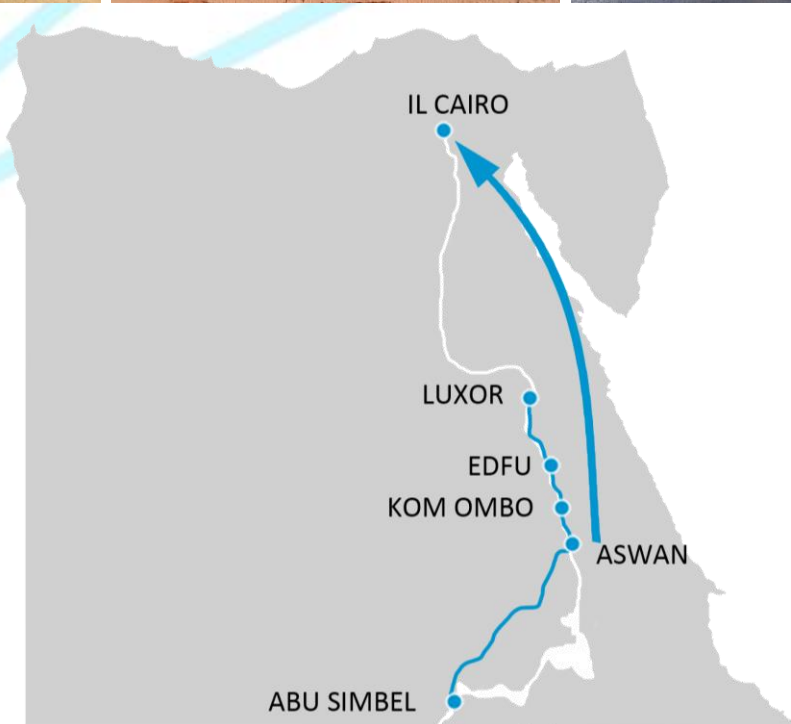 IL CAIRO
LUXOR
EDFU
KOM OMBO
ASWAN
ABU SIMBEL